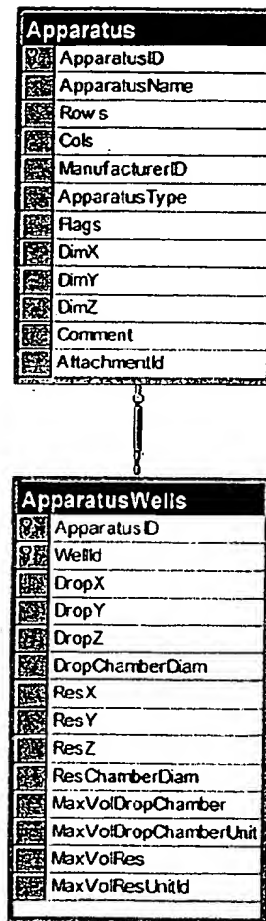 Apparatus
ApparatusID
ApparatusName
Rows
Cols
ManufacturerID
ApparatusType
Flags
DimX
DimY
DimZ
Comment
AttachmentId
ApparatusWells
ApparatusID
WellId
DropX
DropY
DropZ
DropChamberDiam
ResX
ResY
ResZ
ResChamberDiam
MaxVolDropChamber
MaxVolDropChamberUnit
MaxVolRes
MaxVolResUnitId